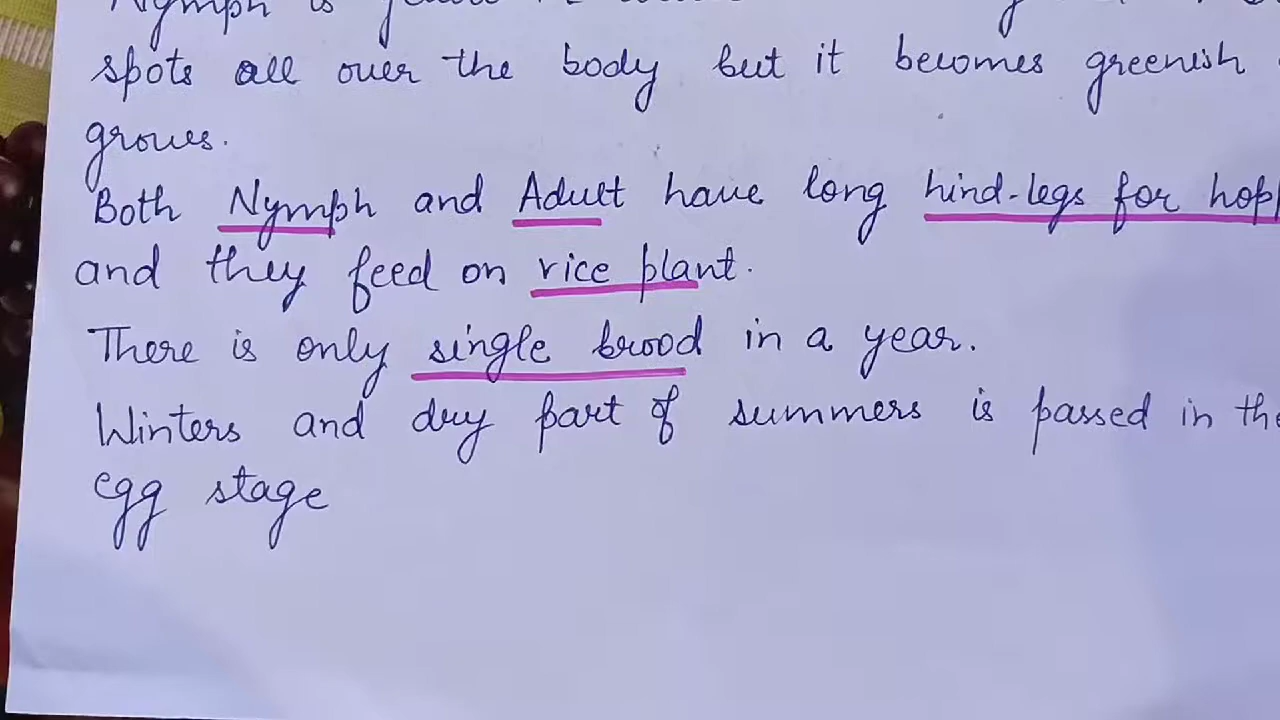 Nymph is
spots all over the body but it becomes greenish
grows.
Both Nymph and Adult have long hind-legs for hop
and they feed on rice plant.
There is only single brood in a year.
Winters and dry part of summers is passed in the
egg stage